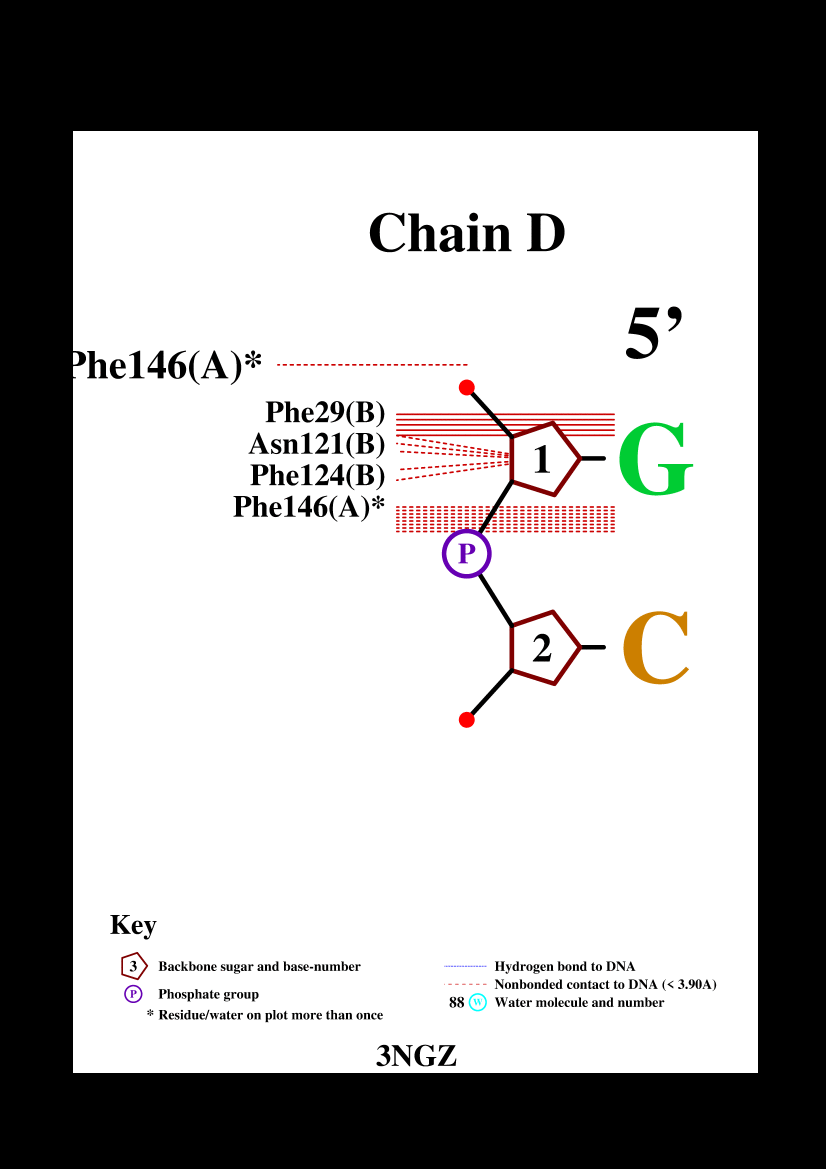 Chain D
5’
Phe146(A)*
Phe29(B)
Asn121(B)
Phe124(B)
Phe146(A)*
1
G
P
2
C
Key
3 Backbone sugar and base-number
P Phosphate group
* Residue/water on plot more than once
Hydrogen bond to DNA
Nonbonded contact to DNA (< 3.90A)
88 W Water molecule and number
3NGZ